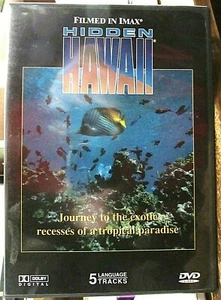 FILMED IN IMAX®
HIDDEN
HAWAII
Journey to the exotic
recesses of a tropical paradise
DOLBY
DIGITAL
5 LANGUAGE
TRACKS
DVD